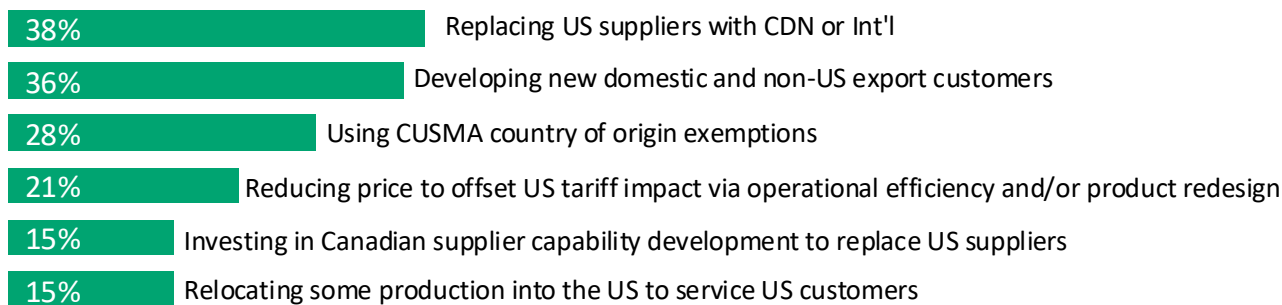 38% Replacing US suppliers with CDN or Int'l
36% Developing new domestic and non-US export customers
28% Using CUSMA country of origin exemptions
21% Reducing price to offset US tariff impact via operational efficiency and/or product redesign
15% Investing in Canadian supplier capability development to replace US suppliers
15% Relocating some production into the US to service US customers